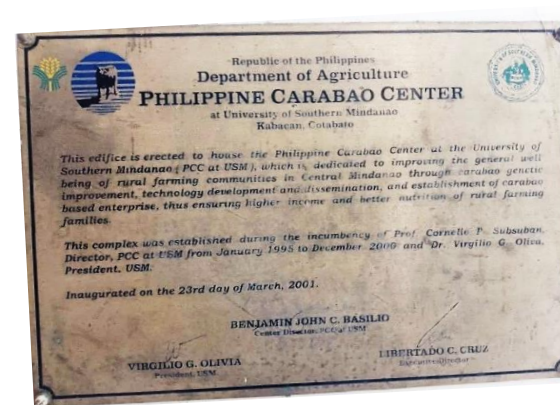 Republic of the Philippines
Department of Agriculture
PHILIPPINE CARABAO CENTER
at University of Southern Mindanao
Kabacan, Cotabato
This edifice is erected to house the Philippine Carabao Center at the University of
Southern Mindanao ( PCC at USM ), which is dedicated to improving the general well
being of rural farming communities in Central Mindanao through carabao genetic
improvement, technology development and dissemination, and establishment of carabao
based enterprise, thus ensuring higher income and better nutrition of rural farming
families.
This complex was established during the incumbency of Prof. Cornelio P. Subsuban,
Director, PCC at USM from January 1995 to December 2000 and Dr. Virgilio G. Oliva,
President, USM.
Inaugurated on the 23rd day of March, 2001.
BENJAMIN JOHN C. BASILIO
Center Director, PCC at USM
VIRGILIO G. OLIVIA
President, USM
LIBERTADO C. CRUZ
Executive Director